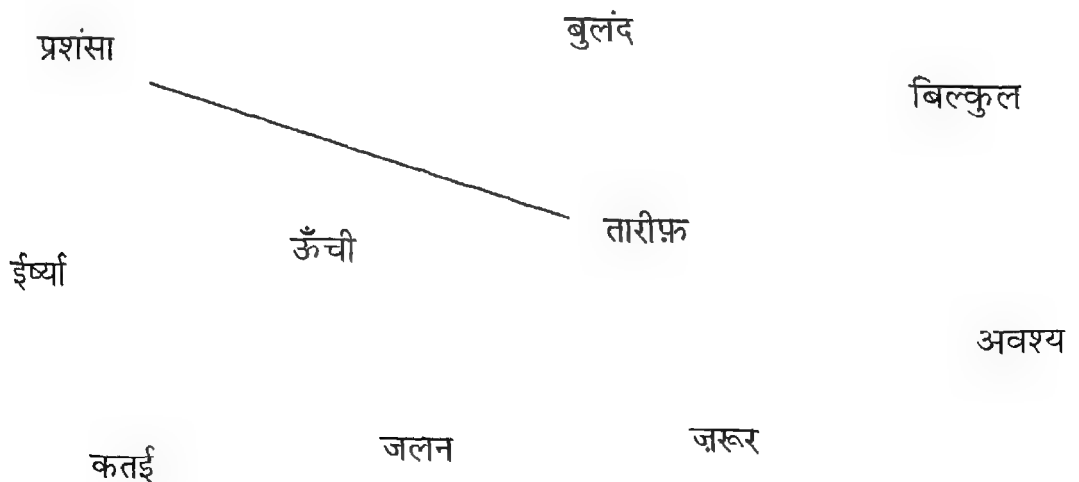 प्रशंसा
बुलंद
बिल्कुल
तारीफ़
ऊँची
ईर्ष्या
अवश्य
कतई
जलन
ज़रूर